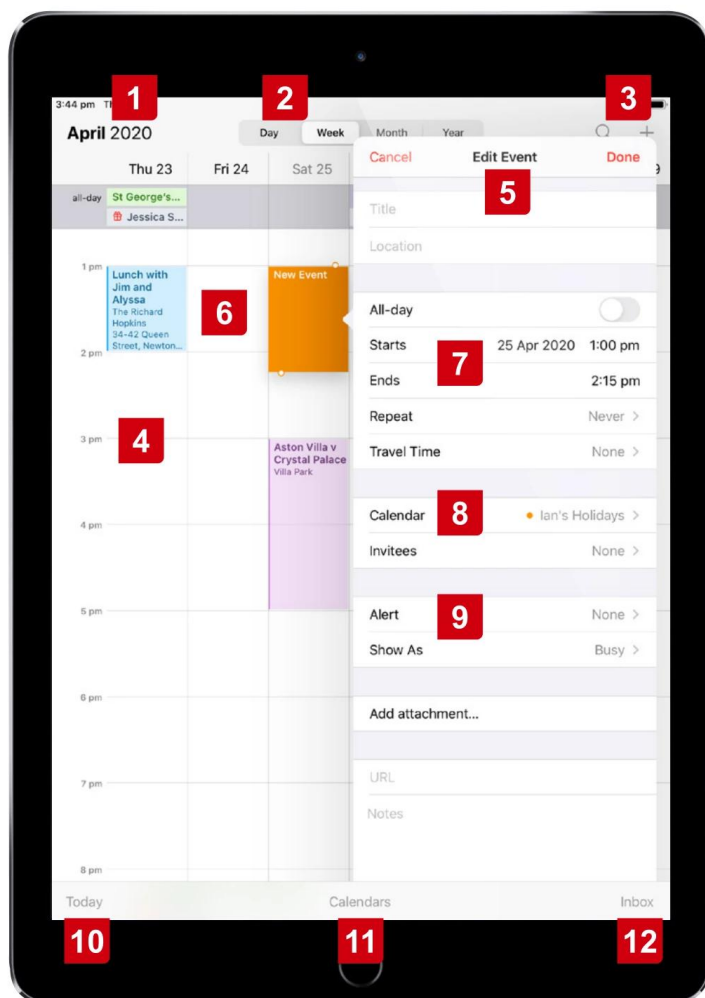 1
2
3
3:44 pm
April 2020
Day Week Month Year
Thu 23 Fri 24 Sat 25
9
all-day
St George's...
Jessica S...
Cancel Edit Event Done
5
Title
Location
1 pm
Lunch with
Jim and
Alyssa
The Richard
Hopkins
34-42 Queen
Street, Newton...
6
New Event
All-day
Starts 25 Apr 2020 1:00 pm
7
2 pm
Ends 2:15 pm
Repeat Never >
3 pm
4
Aston Villa v
Crystal Palace
Villa Park
Travel Time None >
4 pm
Calendar 8 Ian's Holidays >
Invitees None >
5 pm
Alert 9 None >
Show As Busy >
6 pm
Add attachment...
7 pm
URL
Notes
8 pm
Today Calendars Inbox
10 11 12